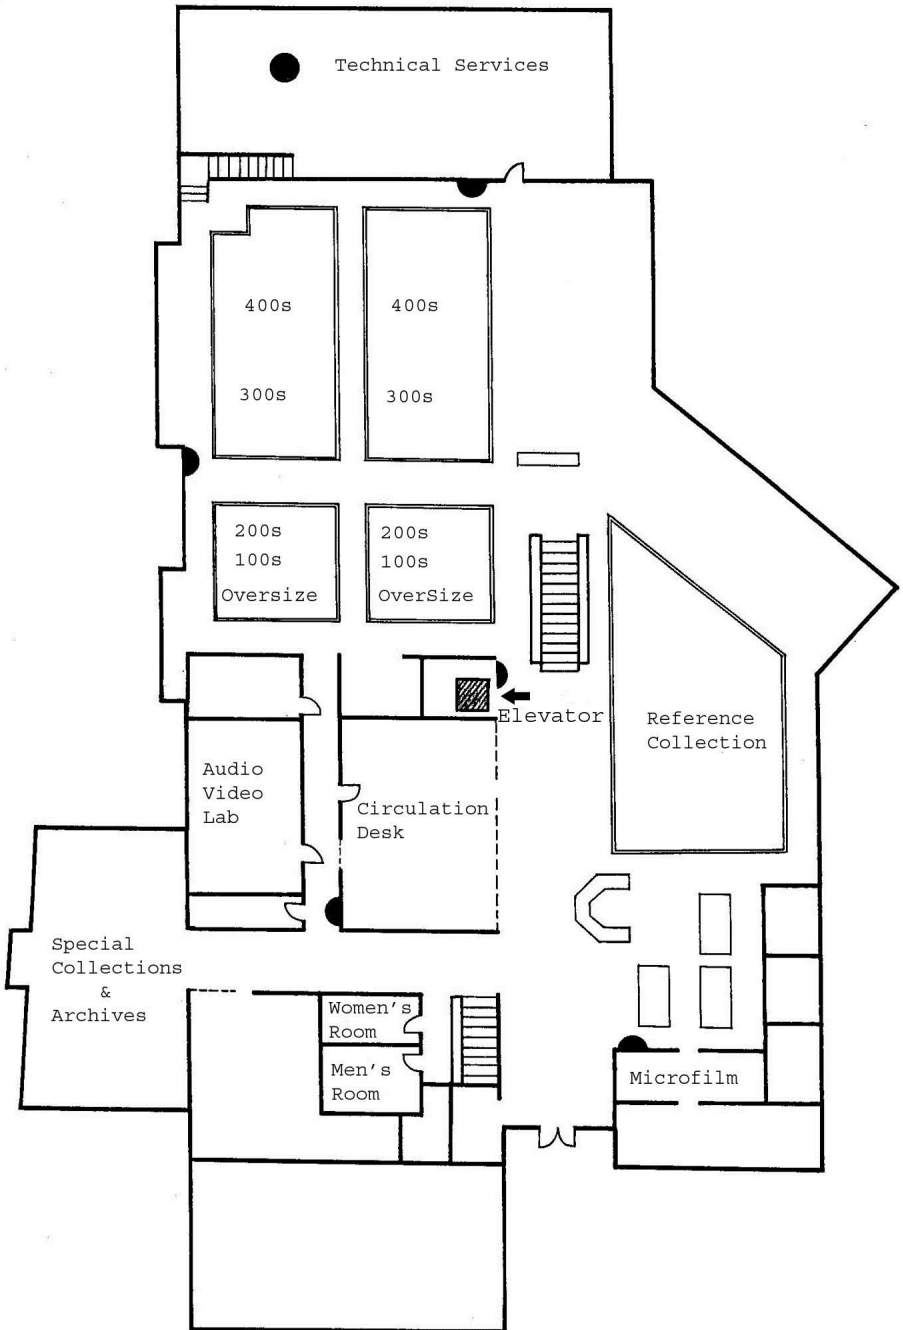 Technical Services
400s
400s
300s
300s
200s
100s
Oversize
200s
100s
OverSize
Elevator
Reference
Collection
Audio
Video
Lab
Circulation
Desk
Special
Collections
&
Archives
Women's
Room
Men's
Room
Microfilm